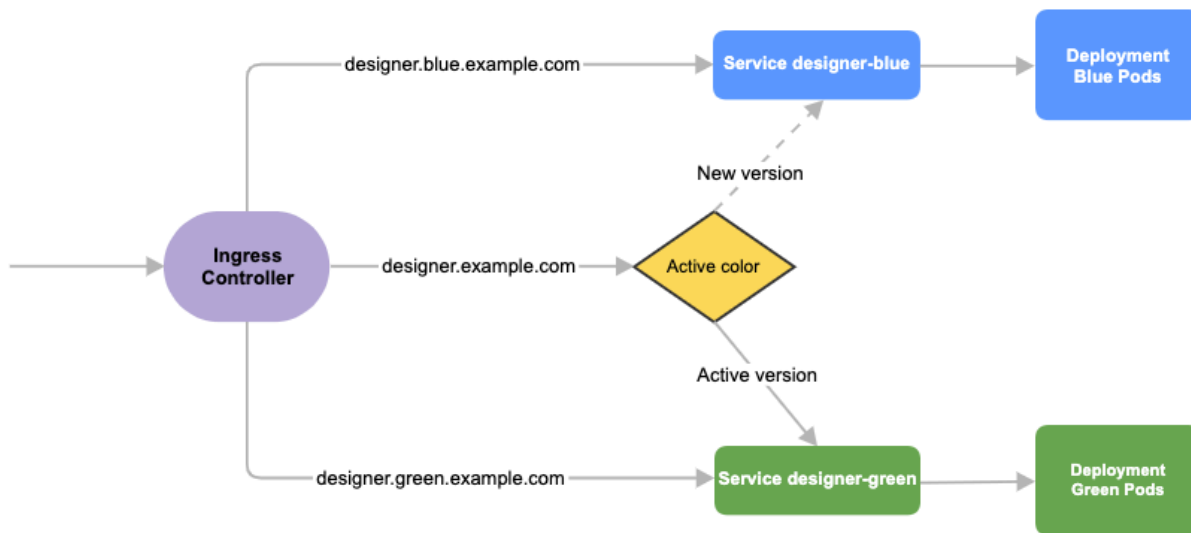 designer.blue.example.com
Service designer-blue
Deployment
Blue Pods
New version
Ingress
Controller
designer.example.com
Active color
Active version
designer.green.example.com
Service designer-green
Deployment
Green Pods